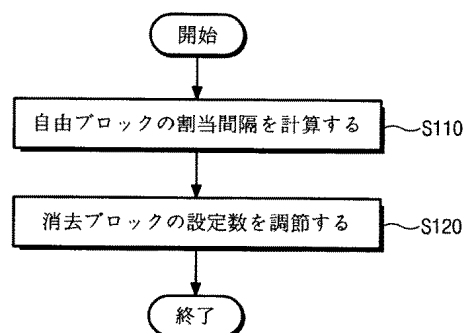 開始
自由ブロックの割当間隔を計算する
S110
消去ブロックの設定数を調節する
S120
終了